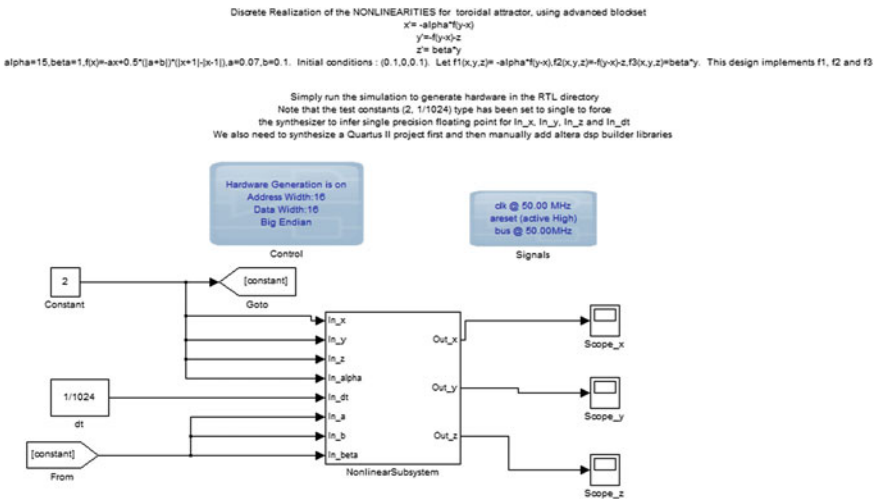 Discrete Realization of the NONLINEARITIES for toroidal attractor, using advanced blockset
x'= -alpha*f(y-x)
y'=-f(y-x)-z
z'= beta*y
alpha=15,beta=1,f(x)=-ax+0.5*(|a+b|)*(|x+1|-|x-1|),a=0.07,b=0.1. Initial conditions : (0.1,0,0.1). Let f1(x,y,z)= -alpha*f(y-x),f2(x,y,z)=-f(y-x)-z,f3(x,y,z)=beta*y. This design implements f1, f2 and f3
Simply run the simulation to generate hardware in the RTL directory
Note that the test constants (2, 1/1024) type has been set to single to force
the synthesizer to infer single precision floating point for In_x, In_y, In_z and In_dt
We also need to synthesize a Quartus II project first and then manually add altera dsp builder libraries
Hardware Generation is on
Address Width:16
Data Width:16
Big Endian
Control
clk @ 50.00 MHz
areset (active High)
bus @ 50.00MHz
Signals
2
Constant
[constant]
Goto
1/1024
dt
[constant]
From
In_x
In_y
In_z
In_alpha
In_dt
In_a
In_b
In_beta
Out_x
Out_y
Out_z
NonlinearSubsystem
Scope_x
Scope_y
Scope_z